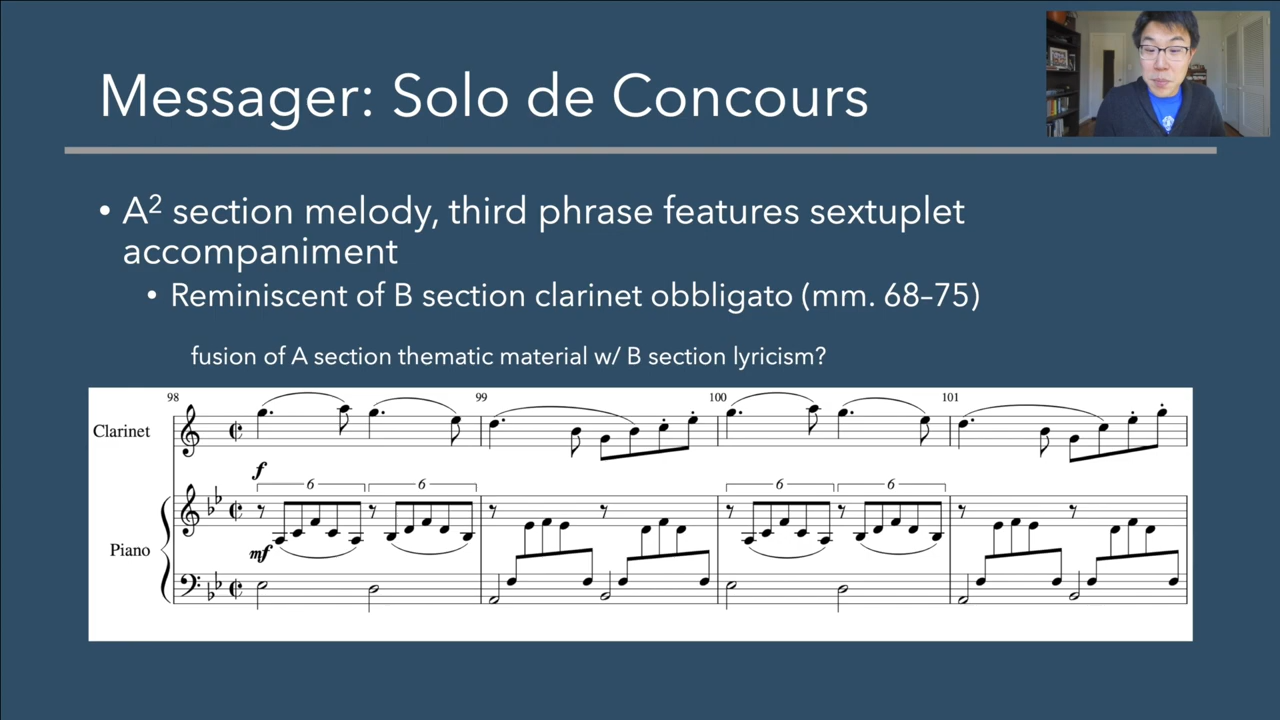 Messager: Solo de Concours
• A² section melody, third phrase features sextuplet
accompaniment
• Reminiscent of B section clarinet obbligato (mm. 68–75)
fusion of A section thematic material w/ B section lyricism?
98 99 100 101
Clarinet
f
6 6 6 6
mf
Piano